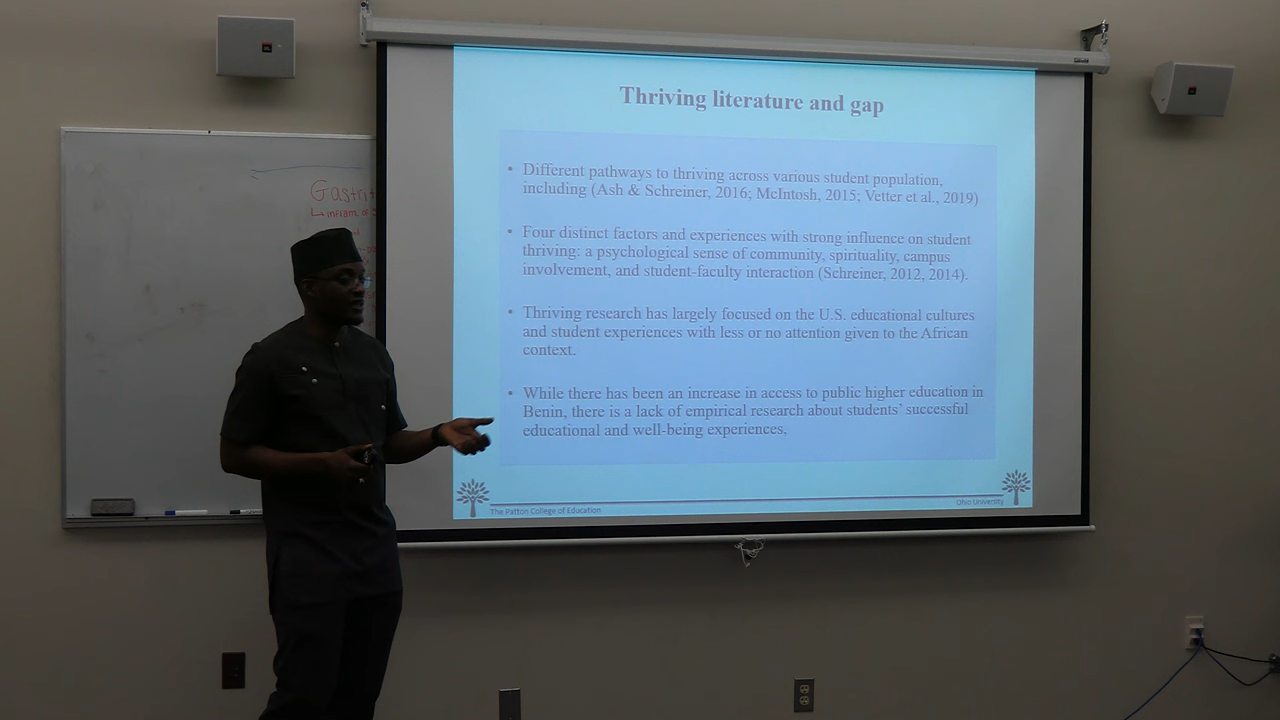 Thriving literature and gap
• Different pathways to thriving across various student population,
including (Ash & Schreiner, 2016; McIntosh, 2015; Vetter et al., 2019)
• Four distinct factors and experiences with strong influence on student
thriving: a psychological sense of community, spirituality, campus
involvement, and student-faculty interaction (Schreiner, 2012, 2014).
• Thriving research has largely focused on the U.S. educational cultures
and student experiences with less or no attention given to the African
context.
• While there has been an increase in access to public higher education in
Benin, there is a lack of empirical research about students' successful
educational and well-being experiences,
The Patton College of Education
Ohio University
Gastrit
↳ inflam. of